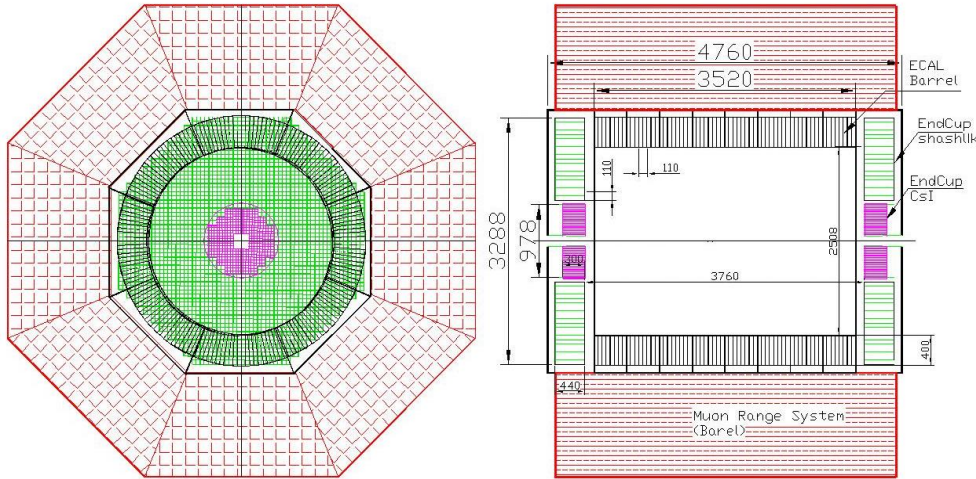 4760
3520
ECAL
Barrel
EndCup
shashlik
110
110
EndCup
CsI
3288
978
2508
300
3760
400
440
Muon Range System
(Barel)